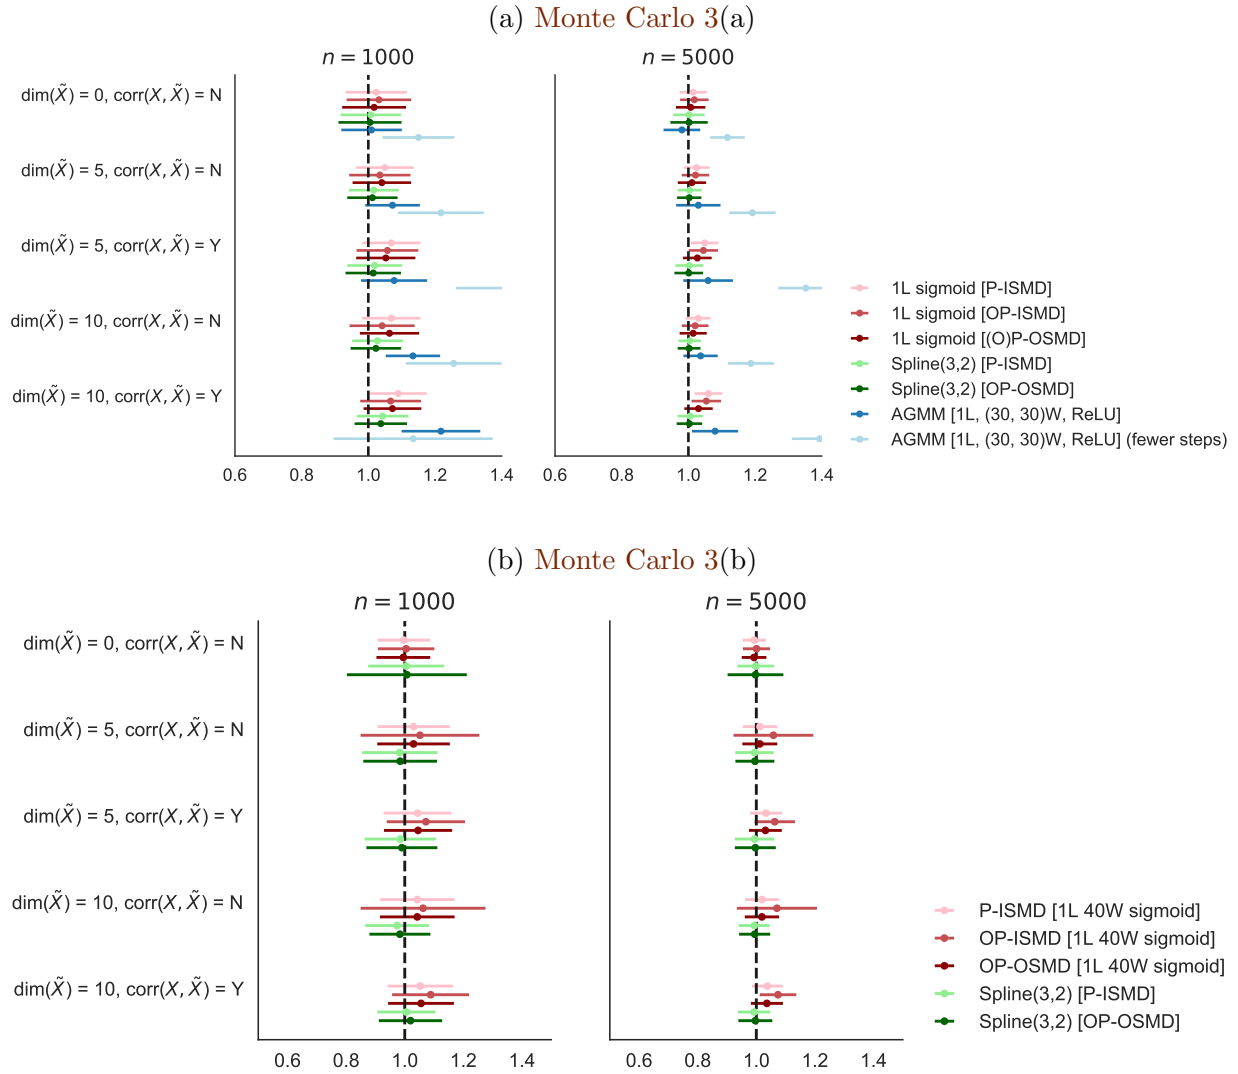 (a) Monte Carlo 3(a)
n = 1000
n = 5000
dim(X̃) = 0, corr(X, X̃) = N
dim(X̃) = 5, corr(X, X̃) = N
dim(X̃) = 5, corr(X, X̃) = Y
dim(X̃) = 10, corr(X, X̃) = N
dim(X̃) = 10, corr(X, X̃) = Y
1L sigmoid [P-ISMD]
1L sigmoid [OP-ISMD]
1L sigmoid [(O)P-OSMD]
Spline(3,2) [P-ISMD]
Spline(3,2) [OP-OSMD]
AGMM [1L, (30, 30)W, ReLU]
AGMM [1L, (30, 30)W, ReLU] (fewer steps)
0.6 0.8 1.0 1.2 1.4
0.6 0.8 1.0 1.2 1.4
(b) Monte Carlo 3(b)
n = 1000
n = 5000
dim(X̃) = 0, corr(X, X̃) = N
dim(X̃) = 5, corr(X, X̃) = N
dim(X̃) = 5, corr(X, X̃) = Y
dim(X̃) = 10, corr(X, X̃) = N
dim(X̃) = 10, corr(X, X̃) = Y
P-ISMD [1L 40W sigmoid]
OP-ISMD [1L 40W sigmoid]
OP-OSMD [1L 40W sigmoid]
Spline(3,2) [P-ISMD]
Spline(3,2) [OP-OSMD]
0.6 0.8 1.0 1.2 1.4
0.6 0.8 1.0 1.2 1.4